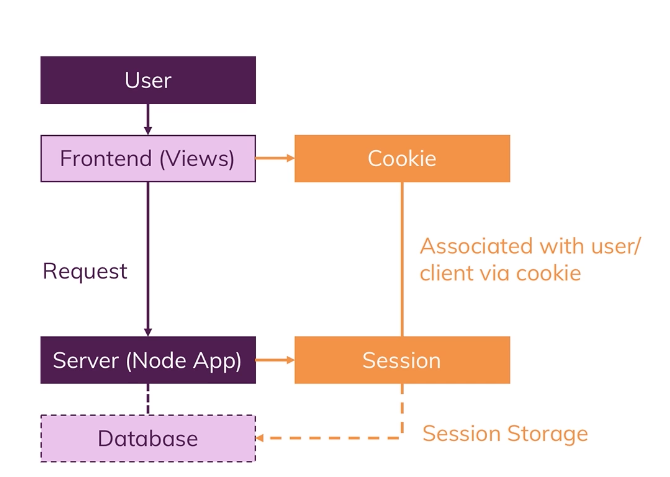 User
Frontend (Views)
Cookie
Associated with user/
client via cookie
Request
Server (Node App)
Session
Database
Session Storage